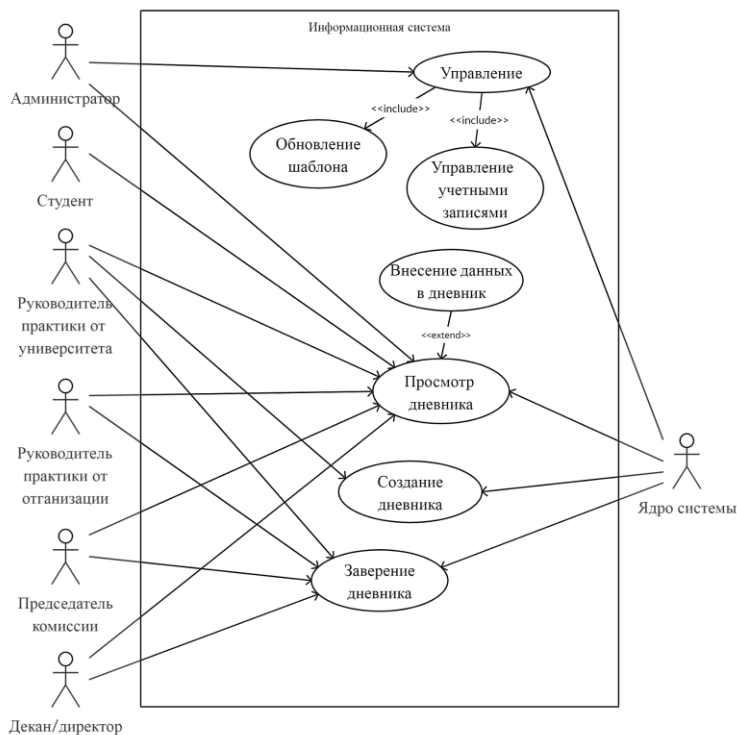 Информационная система
Администратор
Управление
<<include>>
<<include>>
Обновление
шаблона
Управление
учетными
записями
Студент
Внесение данных
в дневник
Руководитель
практики от
университета
<<extend>>
Просмотр
дневника
Руководитель
практики от
отганизации
Создание
дневника
Ядро системы
Заверение
дневника
Председатель
комиссии
Декан/директор